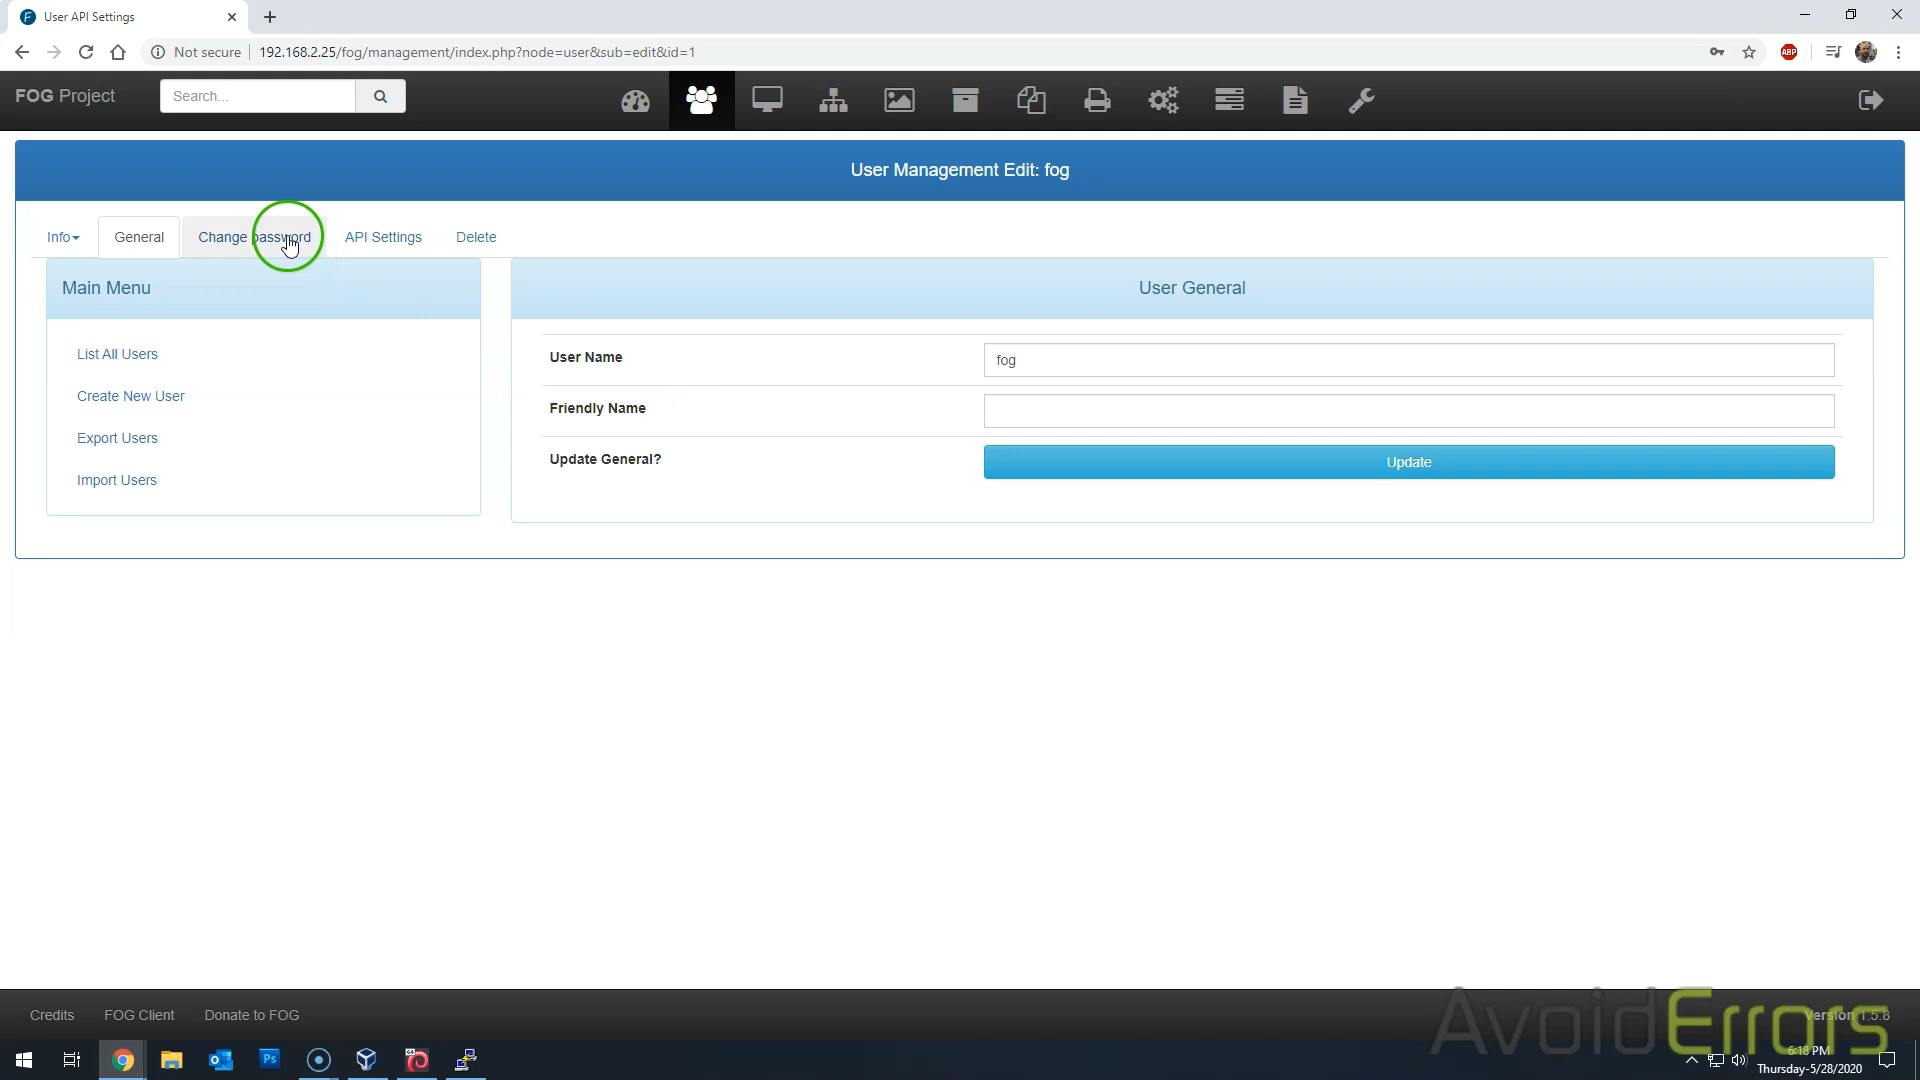 User API Settings
Not secure
192.168.2.25/fog/management/index.php?node=user&sub=edit&id=1
ABP
FOG Project
Search...
User Management Edit: fog
Info
General
Change password
API Settings
Delete
Main Menu
List All Users
Create New User
Export Users
Import Users
User General
User Name
fog
Friendly Name
Update General?
Update
Credits
FOG Client
Donate to FOG
Version 1.5.8
AvoidErrors
Ps
64
6:18 PM
Thursday-5/28/2020